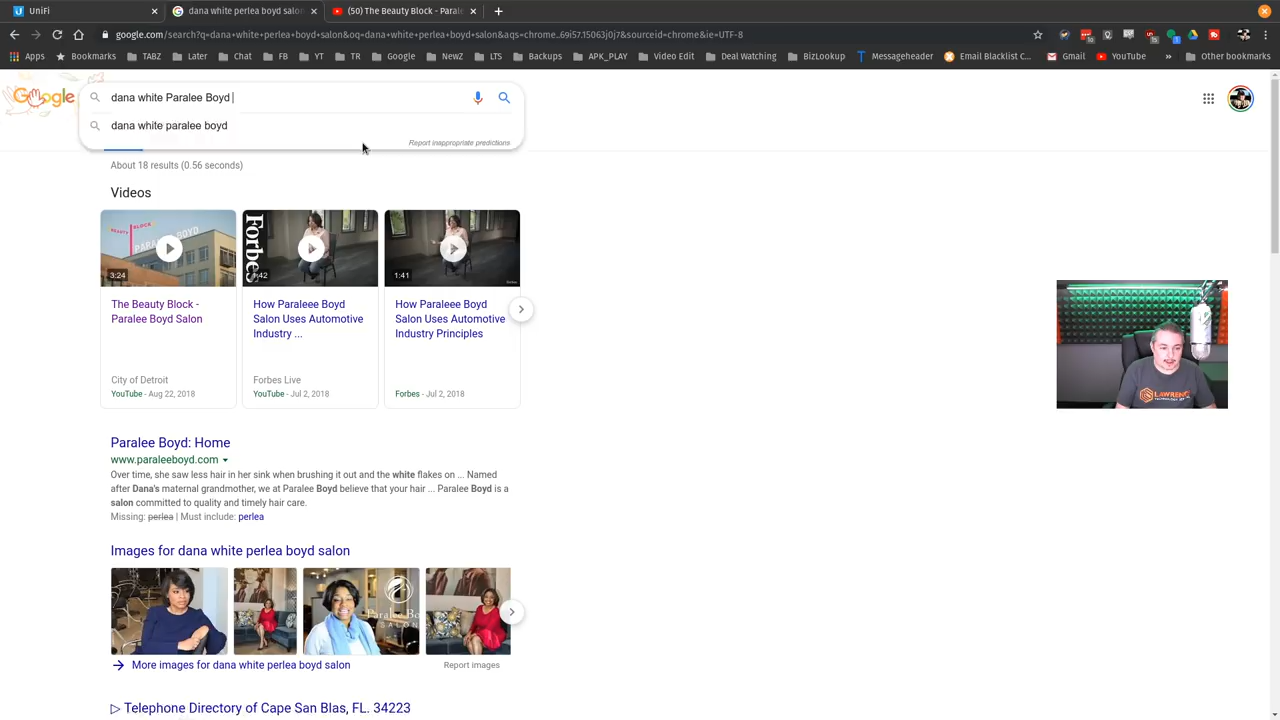 UniFi
dana white perlea boyd salon
(50) The Beauty Block - Parale
google.com/search?q=dana+white+perlea+boyd+salon&oq=dana+white+perlea+boyd+salon&aqs=chrome..69i57.15063j0j7&sourceid=chrome&ie=UTF-8
Apps Bookmarks TABZ Later Chat FB YT TR Google NewZ LTS Backups APK_PLAY Video Edit Deal Watching BizLookup Messageheader Email Blacklist C... Gmail YouTube » Other bookmarks
Google
dana white Paralee Boyd
dana white paralee boyd
Report inappropriate predictions
About 18 results (0.56 seconds)
Videos
BEAUTY BLOCK
PARALEE BOYD
3:24
Forbes
1:42
1:41
The Beauty Block -
Paralee Boyd Salon
City of Detroit
YouTube - Aug 22, 2018
How Paraleee Boyd
Salon Uses Automotive
Industry ...
Forbes Live
YouTube - Jul 2, 2018
How Paraleee Boyd
Salon Uses Automotive
Industry Principles
Forbes - Jul 2, 2018
Paralee Boyd: Home
www.paraleeboyd.com
Over time, she saw less hair in her sink when brushing it out and the white flakes on ... Named
after Dana's maternal grandmother, we at Paralee Boyd believe that your hair ... Paralee Boyd is a
salon committed to quality and timely hair care.
Missing: perlea | Must include: perlea
Images for dana white perlea boyd salon
Paralee Bo
SALON
More images for dana white perlea boyd salon
Report images
Telephone Directory of Cape San Blas, FL. 34223
LAWRENC